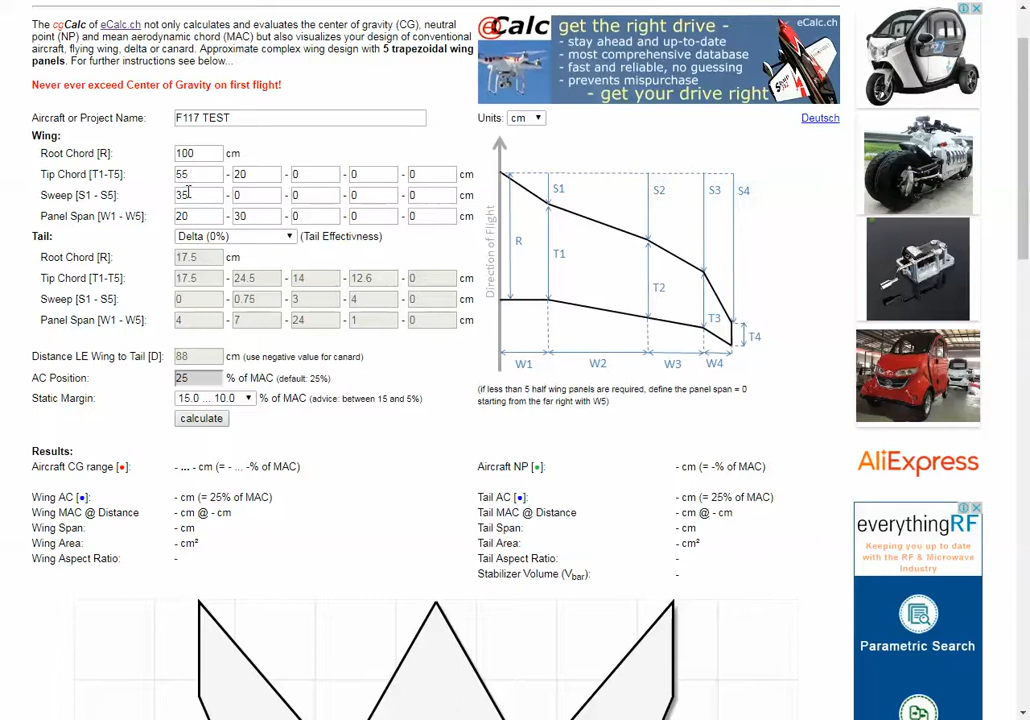 The cgCalc of eCalc.ch not only calculates and evaluates the center of gravity (CG), neutral
point (NP) and mean aerodynamic chord (MAC) but also visualizes your design of conventional
aircraft, flying wing, delta or canard. Approximate complex wing design with 5 trapezoidal wing
panels. For further instructions see below...
Never ever exceed Center of Gravity on first flight!
eCalc
get the right drive -
eCalc.ch
- stay ahead and up-to-date
- most comprehensive database
- fast and reliable, no guessing
- prevents mispurchase
- get your drive right
Aircraft or Project Name: F117 TEST
Units: cm
Deutsch
Wing:
Root Chord [R]: 100 cm
Tip Chord [T1-T5]: 55 - 20 - 0 - 0 - 0 cm
Sweep [S1 - S5]: 35 - 0 - 0 - 0 - 0 cm
Panel Span [W1 - W5]: 20 - 30 - 0 - 0 - 0 cm
Tail: Delta (0%) (Tail Effectivness)
Root Chord [R]: 17.5 cm
Tip Chord [T1-T5]: 17.5 - 24.5 - 14 - 12.6 - 0 cm
Sweep [S1 - S5]: 0 - 0.75 - 3 - 4 - 0 cm
Panel Span [W1 - W5]: 4 - 7 - 24 - 1 - 0 cm
Distance LE Wing to Tail [D]: 88 cm (use negative value for canard)
AC Position: 25 % of MAC (default: 25%)
Static Margin: 15.0 ... 10.0 % of MAC (advice: between 15 and 5%)
calculate
Direction of Flight
S1 S2 S3 S4
R T1 T2 T3 T4
W1 W2 W3 W4
(if less than 5 half wing panels are required, define the panel span = 0
starting from the far right with W5)
Results:
Aircraft CG range [●]: - ... - cm (= - ... -% of MAC)
Aircraft NP [●]: - cm (= -% of MAC)
Wing AC [●]: - cm (= 25% of MAC)
Tail AC [●]: - cm (= 25% of MAC)
Wing MAC @ Distance - cm @ - cm
Tail MAC @ Distance - cm @ - cm
Wing Span: - cm
Tail Span: - cm
Wing Area: - cm²
Tail Area: - cm²
Wing Aspect Ratio: -
Tail Aspect Ratio: -
Stabilizer Volume (Vbar): -
AliExpress
everythingRF
Keeping you up to date
with the RF & Microwave
Industry
Parametric Search